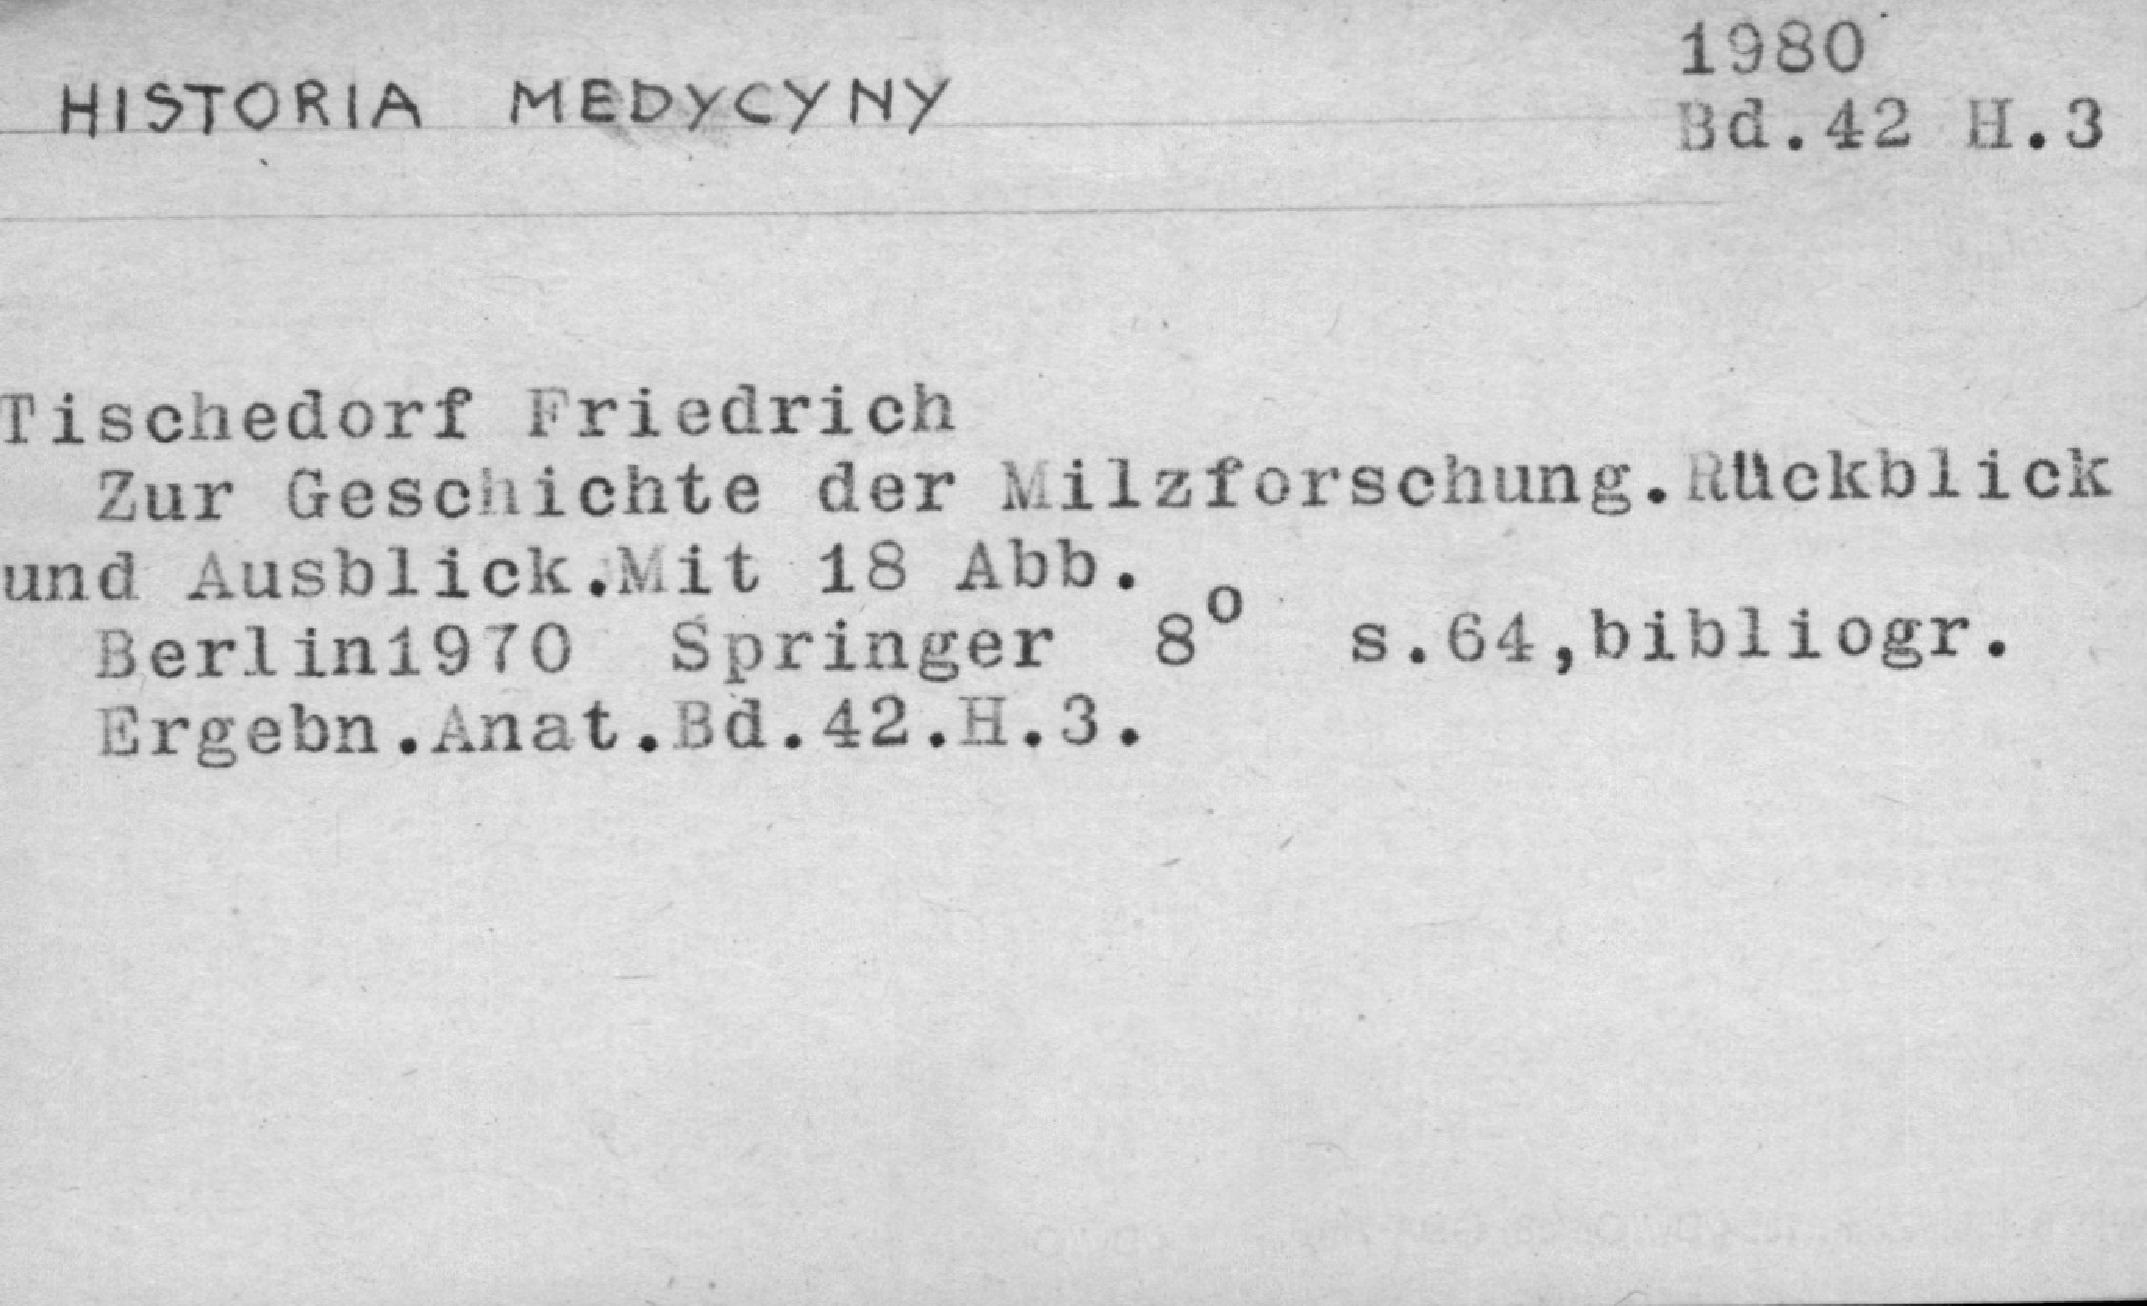 HISTORIA MEDYCYNY
1980
Bd.42 H.3
Tischedorf Friedrich
Zur Geschichte der Milzforschung.Rückblick
und Ausblick.Mit 18 Abb.
Berlin1970 Springer 8° s.64,bibliogr.
Ergebn.Anat.Bd.42.H.3.